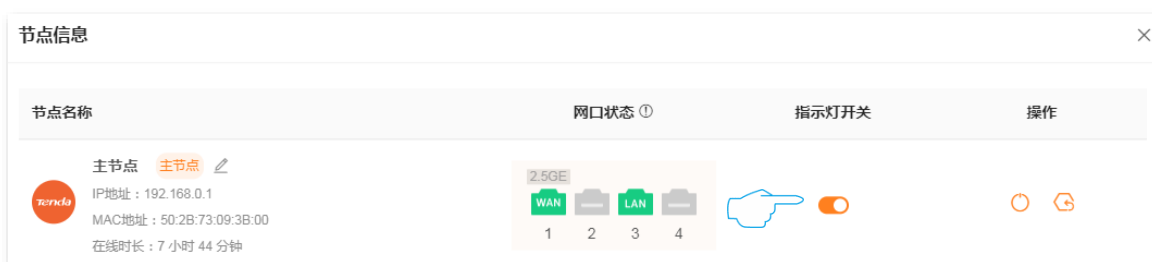 节点信息
节点名称 网口状态 指示灯开关 操作
主节点 主节点
Tenda
IP地址：192.168.0.1
MAC地址：50:2B:73:09:3B:00
在线时长：7 小时 44 分钟
2.5GE
WAN LAN
1 2 3 4